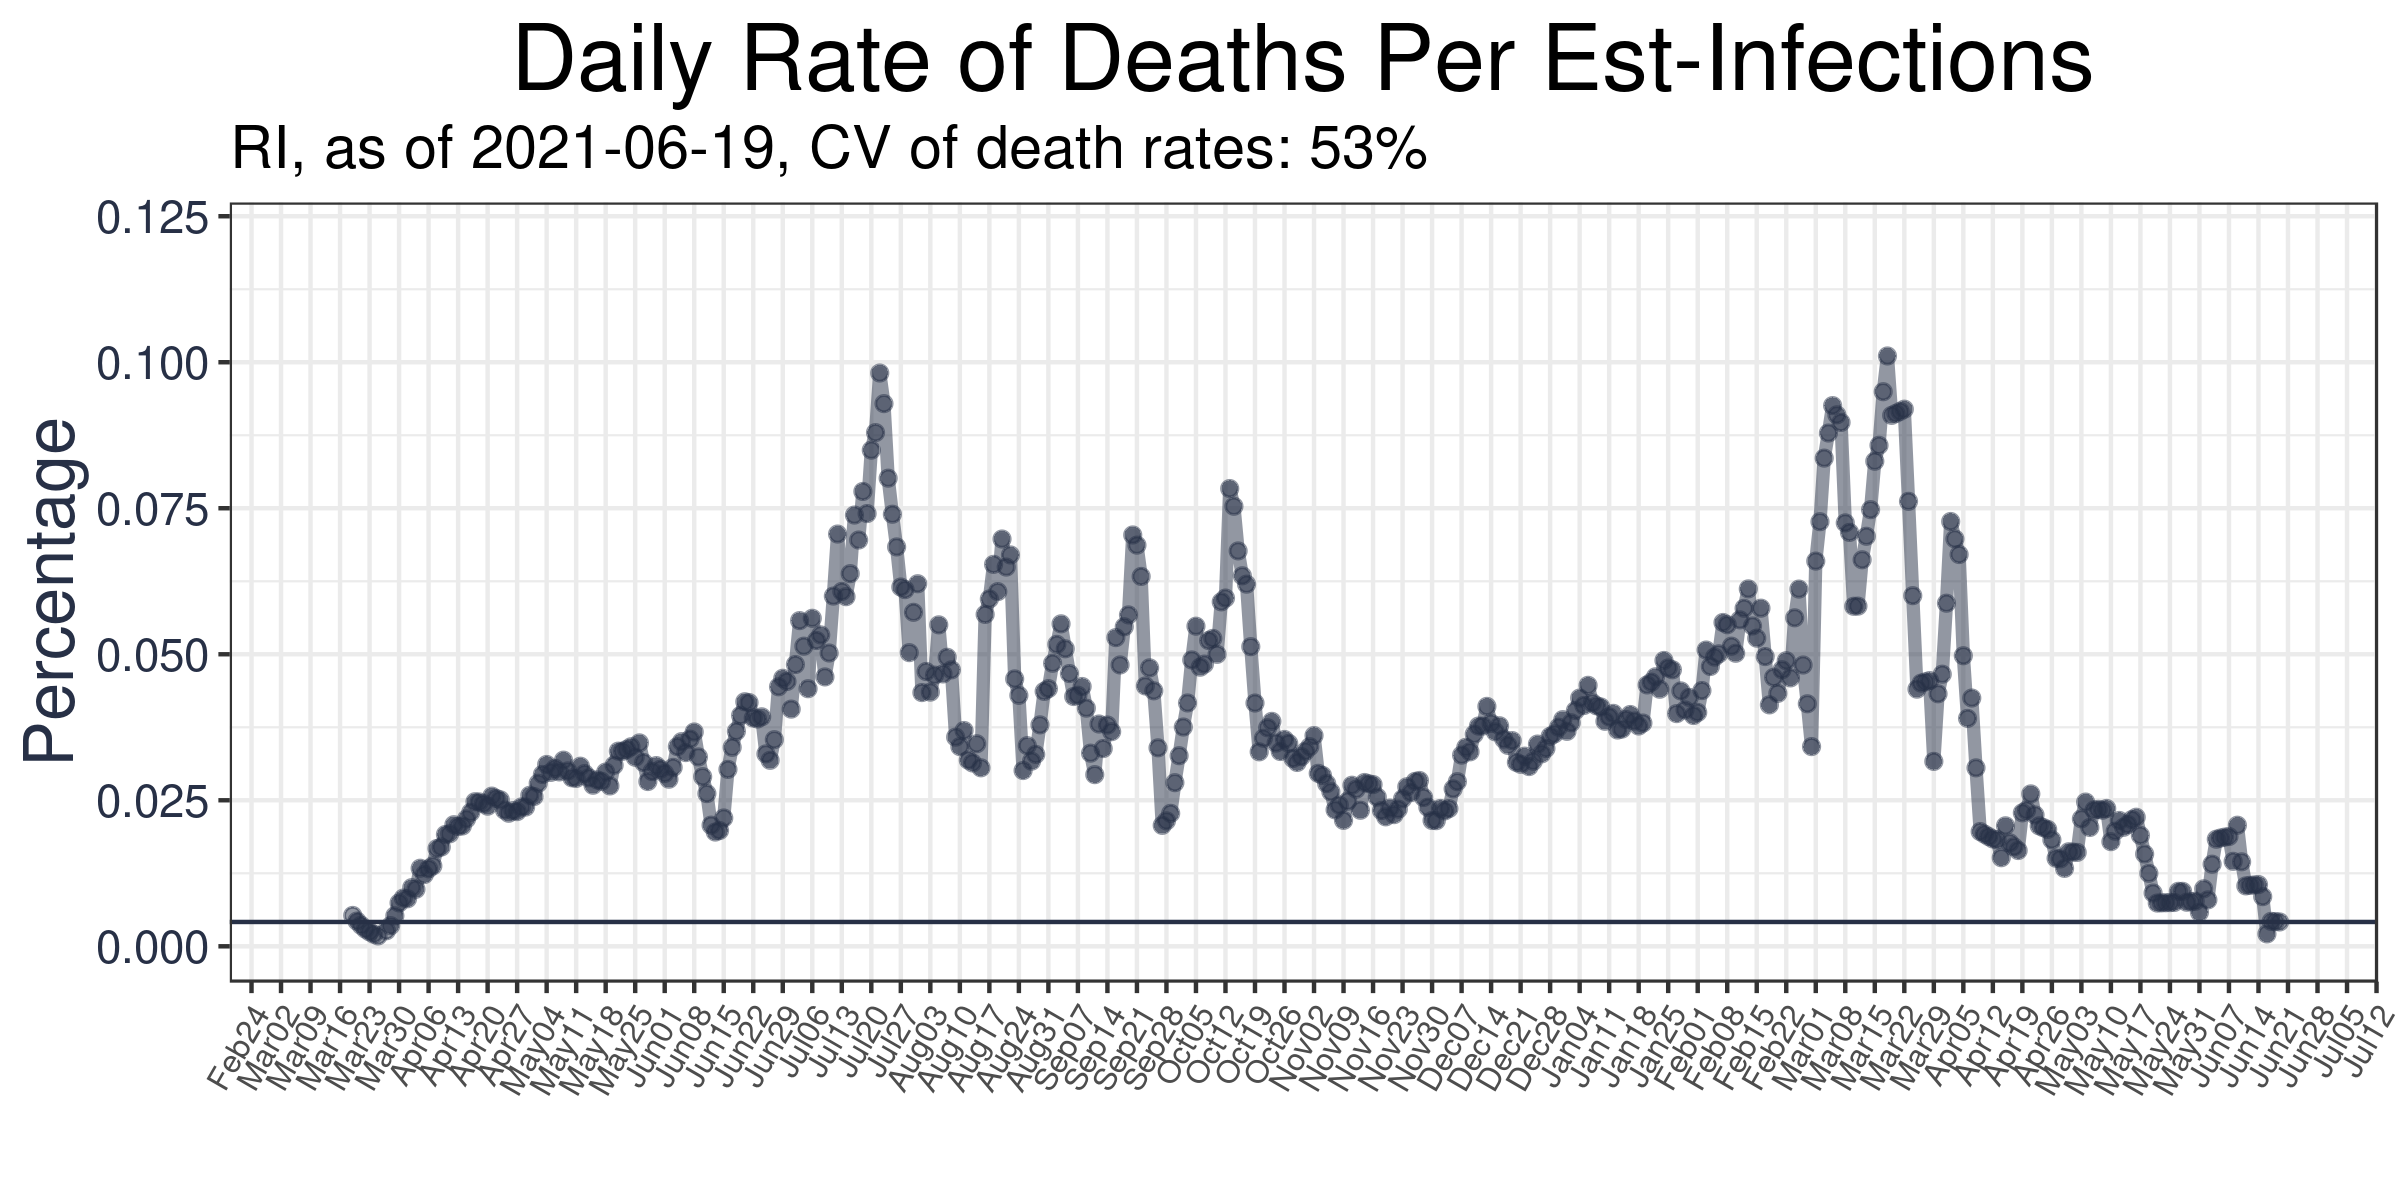 Daily Rate of Deaths Per Est-Infections
RI, as of 2021-06-19, CV of death rates: 53%
Percentage
0.125
0.100
0.075
0.050
0.025
0.000
Feb24
Mar02
Mar09
Mar16
Mar23
Mar30
Apr06
Apr13
Apr20
Apr27
May04
May11
May18
May25
Jun01
Jun08
Jun15
Jun22
Jun29
Jul06
Jul13
Jul20
Jul27
Aug03
Aug10
Aug17
Aug24
Aug31
Sep07
Sep14
Sep21
Sep28
Oct05
Oct12
Oct19
Oct26
Nov02
Nov09
Nov16
Nov23
Nov30
Dec07
Dec14
Dec21
Dec28
Jan04
Jan11
Jan18
Jan25
Feb01
Feb08
Feb15
Feb22
Mar01
Mar08
Mar15
Mar22
Mar29
Apr05
Apr12
Apr19
Apr26
May03
May10
May17
May24
May31
Jun07
Jun14
Jun21
Jun28
Jul05
Jul12